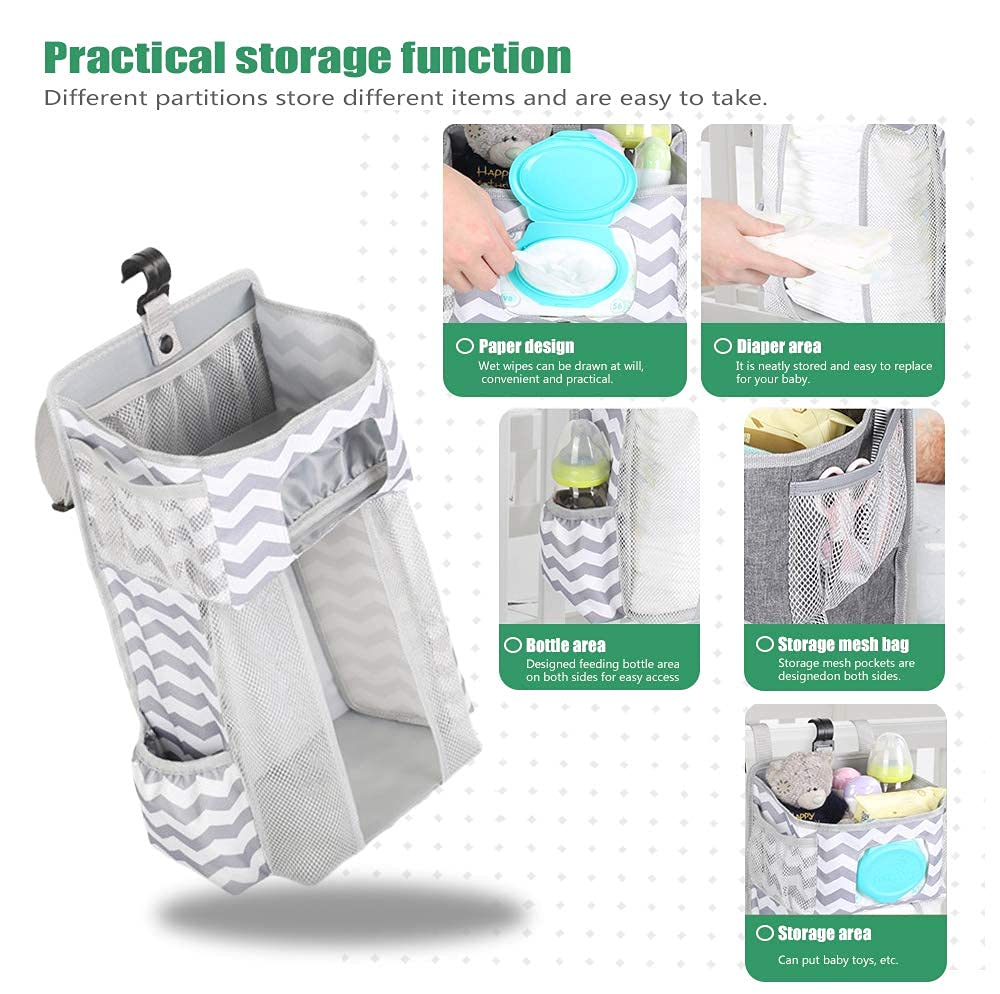 Practical storage function
Different partitions store different items and are easy to take.
HAPPY
56
Paper design
Wet wipes can be drawn at will,
convenient and practical.
Diaper area
It is neatly stored and easy to replace
for your baby.
Bottle area
Designed feeding bottle area
on both sides for easy access
Storage mesh bag
Storage mesh pockets are
designedon both sides.
HAPPY
Storage area
Can put baby toys, etc.